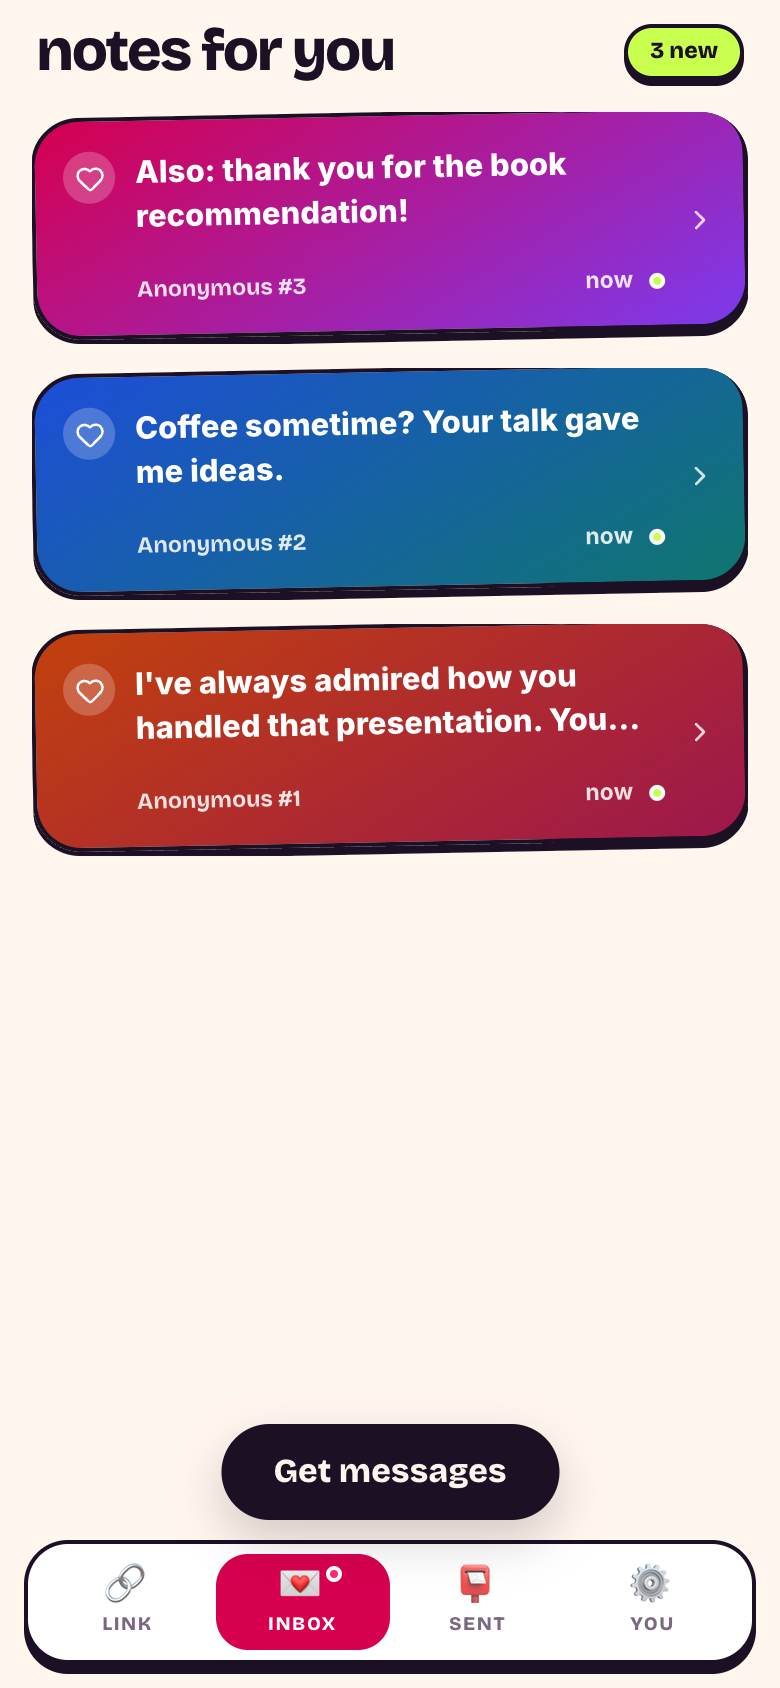 notes for you
3 new
Also: thank you for the book
recommendation!
Anonymous #3
now
Coffee sometime? Your talk gave
me ideas.
Anonymous #2
now
I've always admired how you
handled that presentation. You...
Anonymous #1
now
Get messages
LINK
INBOX
SENT
YOU